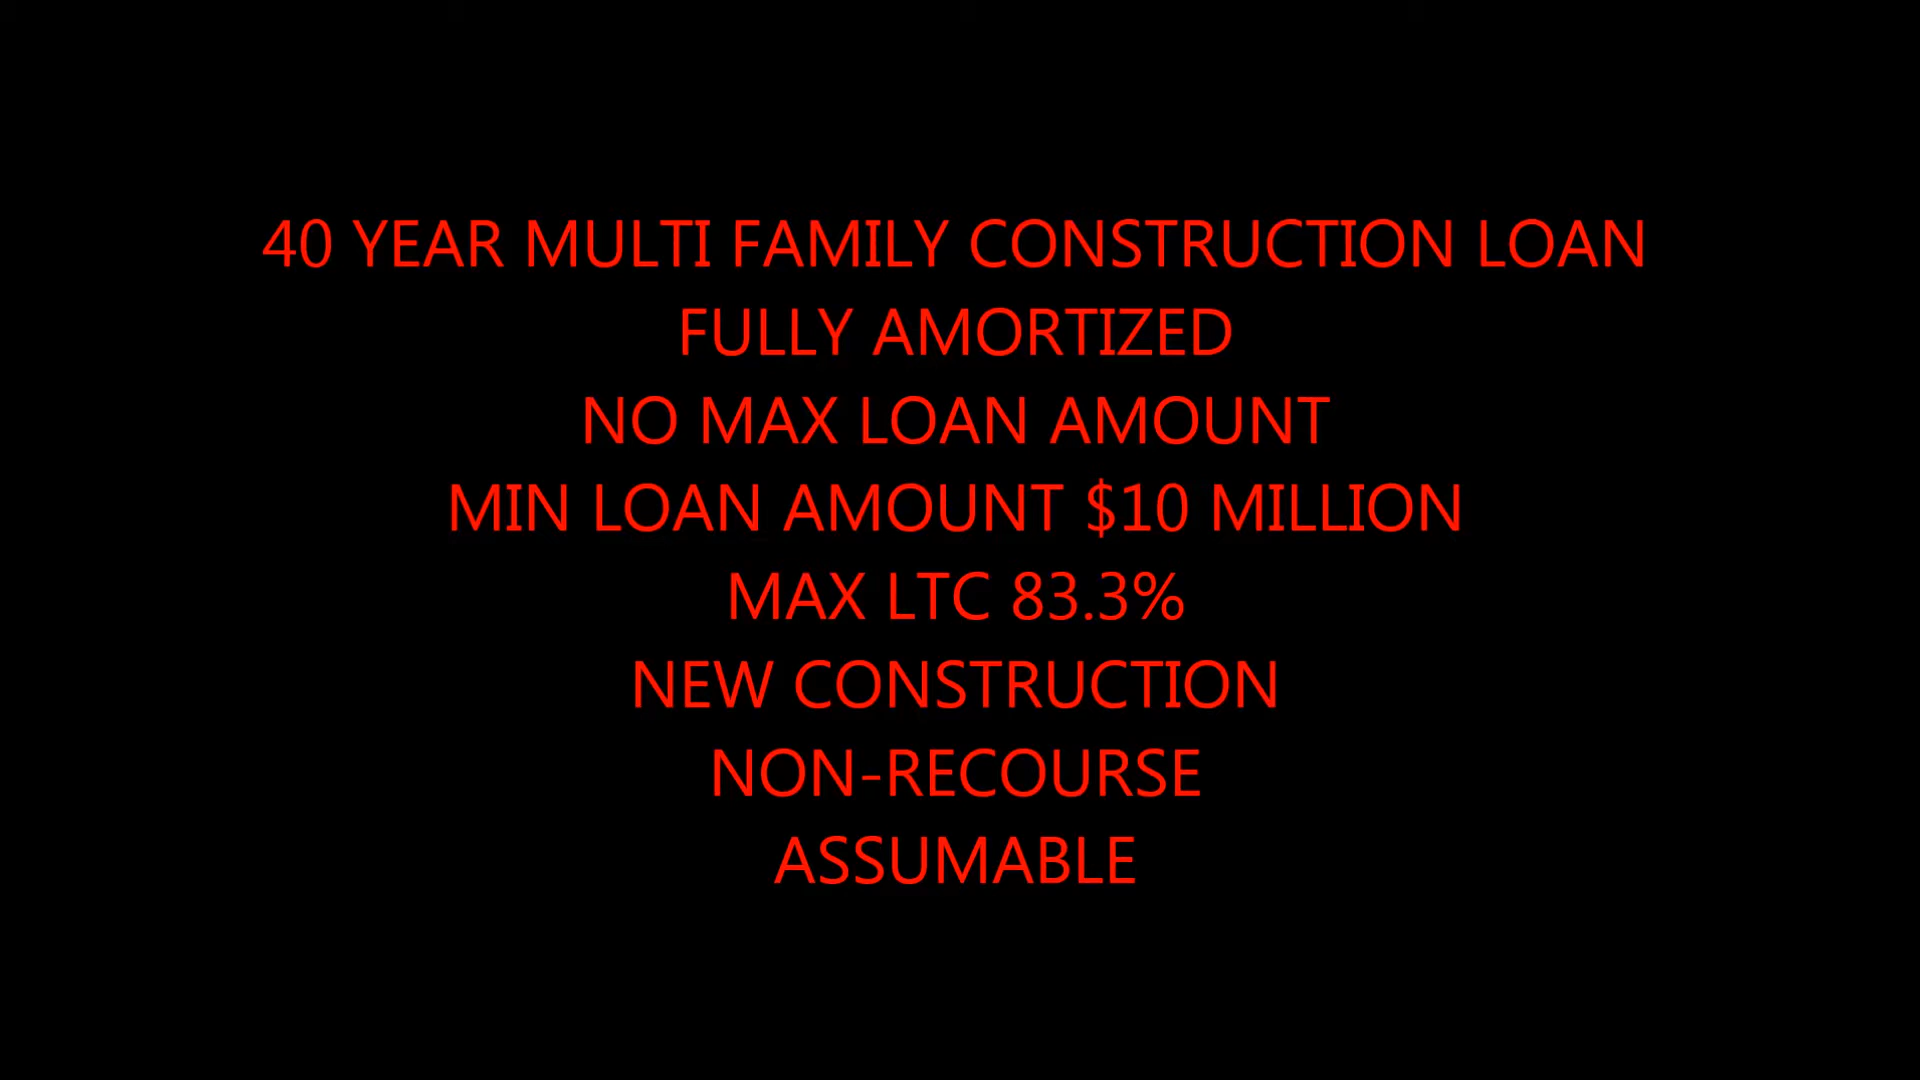 40 YEAR MULTI FAMILY CONSTRUCTION LOAN
FULLY AMORTIZED
NO MAX LOAN AMOUNT
MIN LOAN AMOUNT $10 MILLION
MAX LTC 83.3%
NEW CONSTRUCTION
NON-RECOURSE
ASSUMABLE